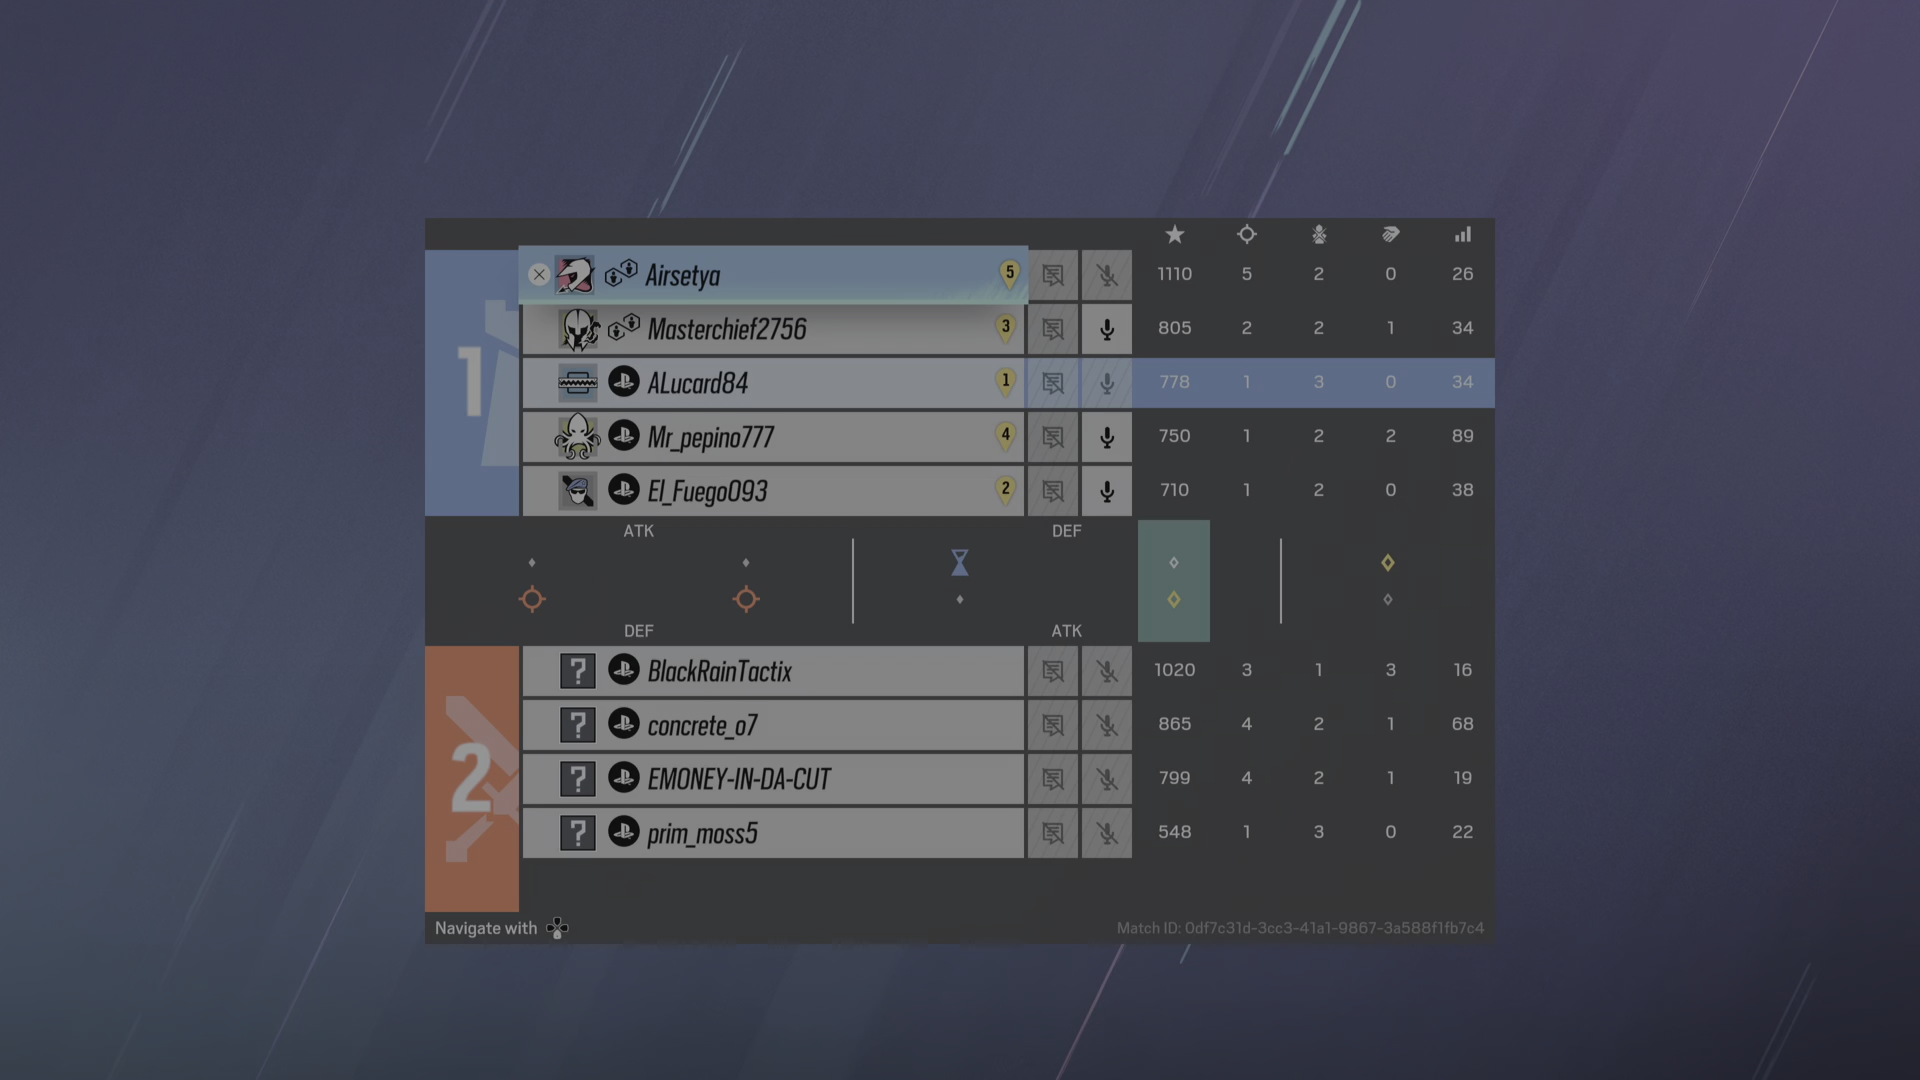 1
Airsetya 5 1110 5 2 0 26
Masterchief2756 3 805 2 2 1 34
ALucard84 1 778 1 3 0 34
Mr_pepino777 4 750 1 2 2 89
El_Fuego093 2 710 1 2 0 38
ATK DEF
DEF ATK
2
? BlackRainTactix 1020 3 1 3 16
? concrete_o7 865 4 2 1 68
? EMONEY-IN-DA-CUT 799 4 2 1 19
? prim_moss5 548 1 3 0 22
Navigate with
Match ID: 0df7c31d-3cc3-41a1-9867-3a588f1fb7c4